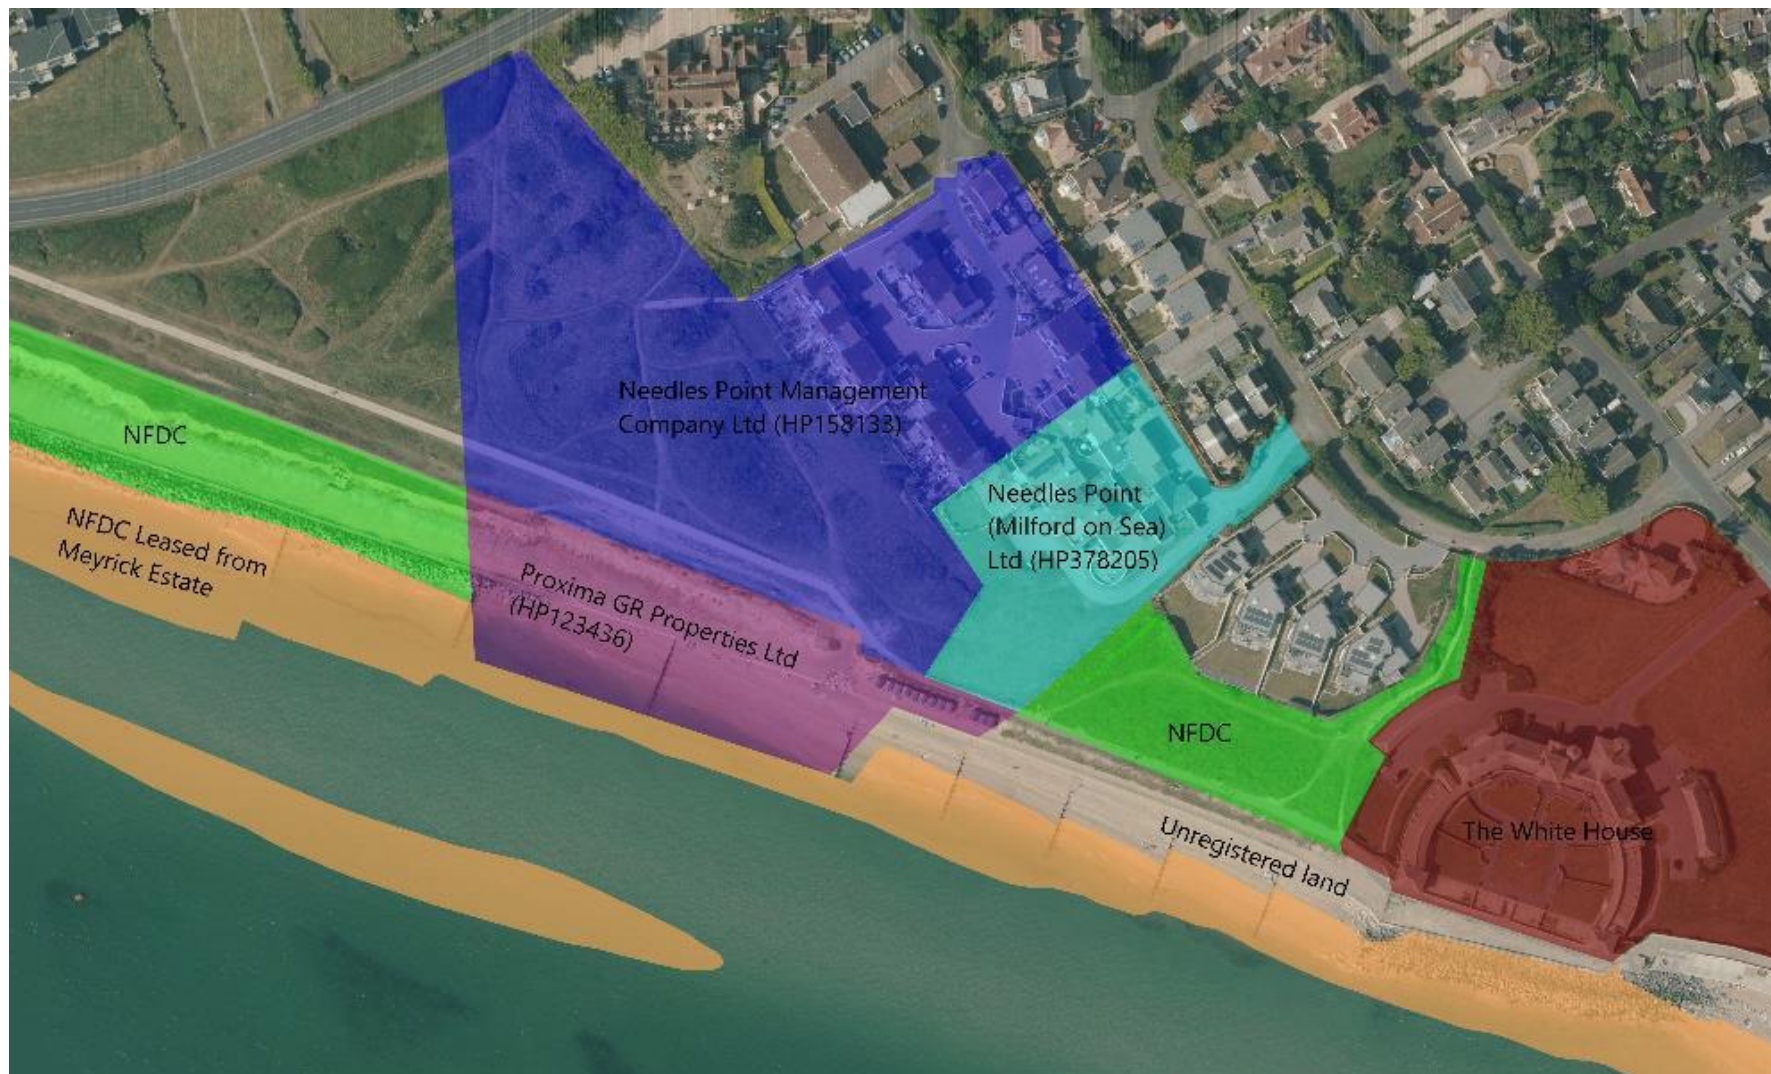 Needles Point Management
Company Ltd (HP158133)
NFDC
Needles Point
(Milford on Sea)
Ltd (HP378205)
NFDC Leased from
Meyrick Estate
Proxima GR Properties Ltd
(HP123436)
NFDC
The White House
Unregistered land